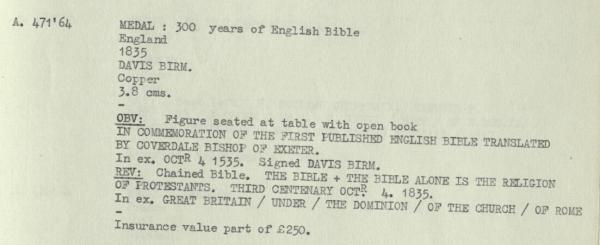 A. 471'64
MEDAL : 300 years of English Bible
England
1835
DAVIS BIRM.
Copper
3.8 cms.
-
OBV: Figure seated at table with open book
IN COMMEMORATION OF THE FIRST PUBLISHED ENGLISH BIBLE TRANSLATED
BY COVERDALE BISHOP OF EXETER.
In ex. OCTR 4 1535. Signed DAVIS BIRM.
REV: Chained Bible. THE BIBLE + THE BIBLE ALONE IS THE RELIGION
OF PROTESTANTS. THIRD CENTENARY OCTR 4. 1835.
In ex. GREAT BRITAIN / UNDER / THE DOMINION / OF THE CHURCH / OF ROME
-
Insurance value part of £250.